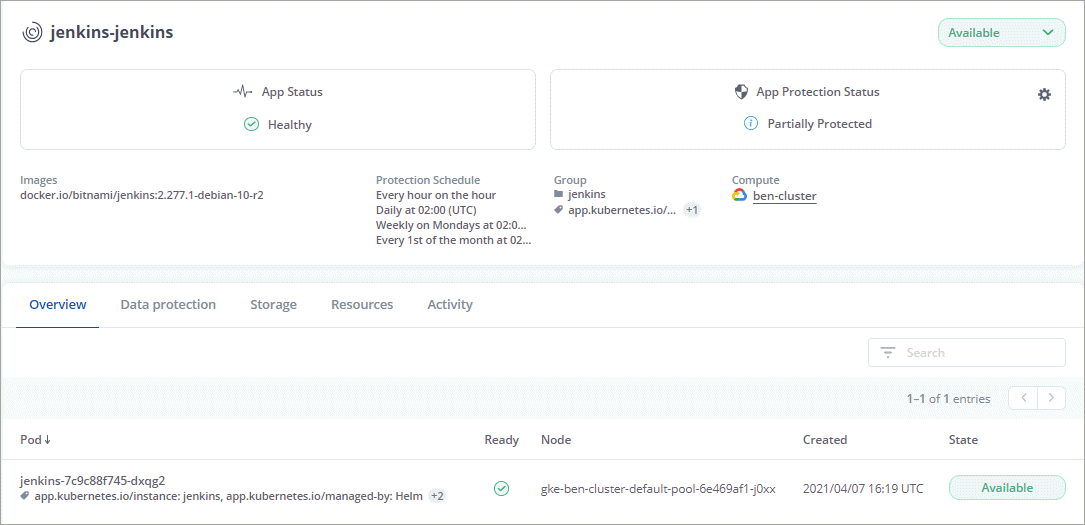 jenkins-jenkins
Available
App Status
Healthy
App Protection Status
Partially Protected
Images
docker.io/bitnami/jenkins:2.277.1-debian-10-r2
Protection Schedule
Every hour on the hour
Daily at 02:00 (UTC)
Weekly on Mondays at 02:0...
Every 1st of the month at 02...
Group
jenkins
app.kubernetes.io/... +1
Compute
ben-cluster
Overview Data protection Storage Resources Activity
Search
1–1 of 1 entries
Pod Ready Node Created State
jenkins-7c9c88f745-dxqg2
app.kubernetes.io/instance: jenkins, app.kubernetes.io/managed-by: Helm +2
gke-ben-cluster-default-pool-6e469af1-j0xx 2021/04/07 16:19 UTC Available